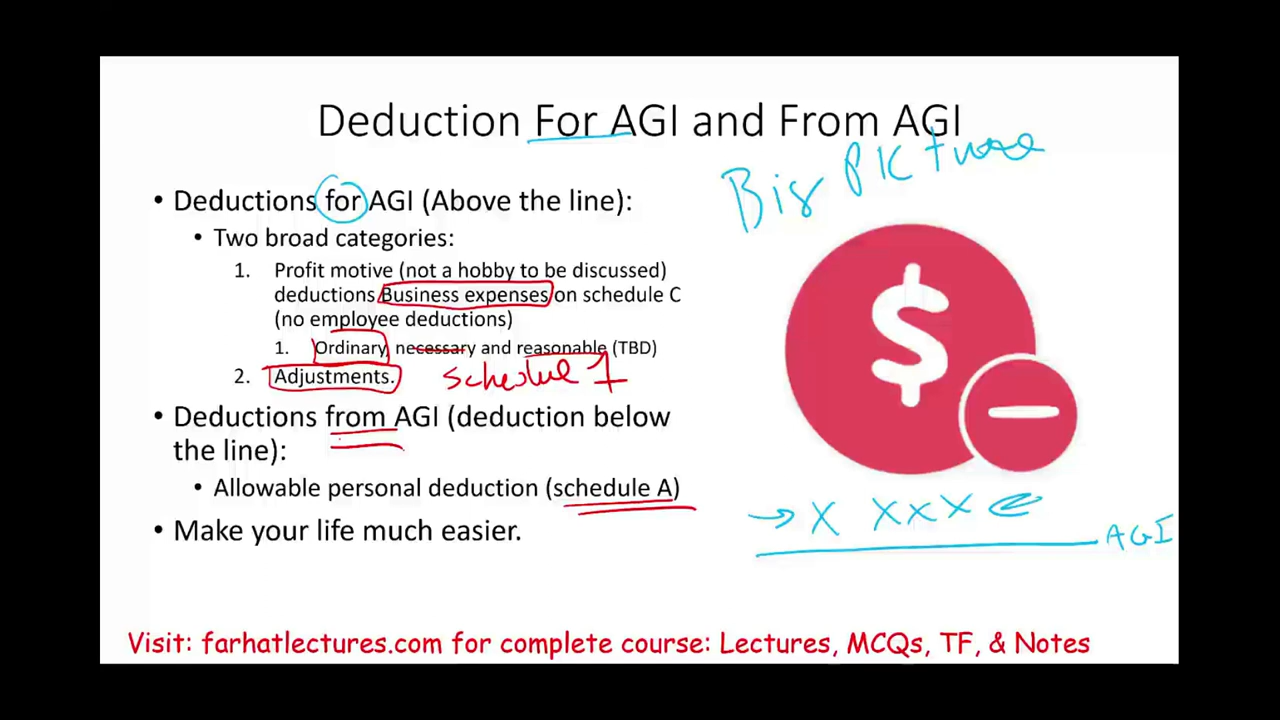 Deduction For AGI and From AGI
Big Picture
• Deductions for AGI (Above the line):
• Two broad categories:
1. Profit motive (not a hobby to be discussed)
deductions Business expenses on schedule C
(no employee deductions)
1. Ordinary, necessary and reasonable (TBD)
2. Adjustments.
Schedule 1
• Deductions from AGI (deduction below
the line):
• Allowable personal deduction (schedule A)
• Make your life much easier.
$
→ X XXX
AGI
Visit: farhatlectures.com for complete course: Lectures, MCQs, TF, & Notes